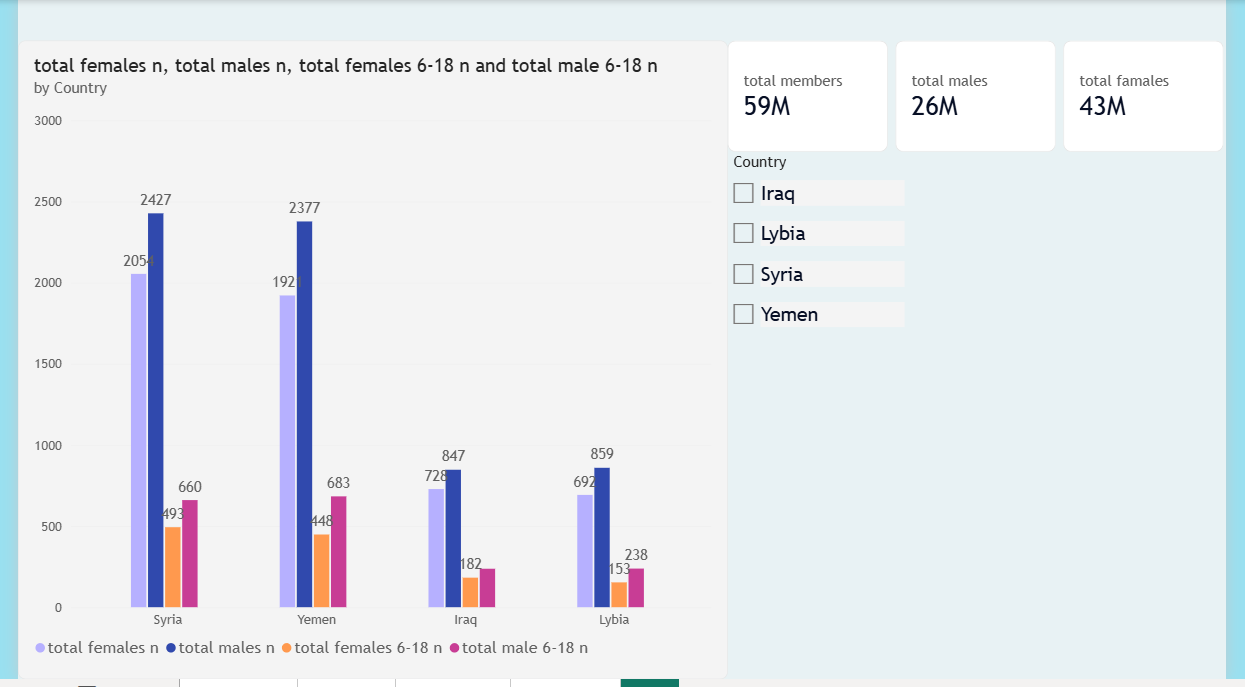 total females n, total males n, total females 6-18 n and total male 6-18 n
by Country
3000
2500
2000
1500
1000
500
0
2054
2427
493
660
1921
2377
448
683
728
847
182
692
859
153
238
Syria
Yemen
Iraq
Lybia
total females n
total males n
total females 6-18 n
total male 6-18 n
total members
59M
total males
26M
total famales
43M
Country
Iraq
Lybia
Syria
Yemen